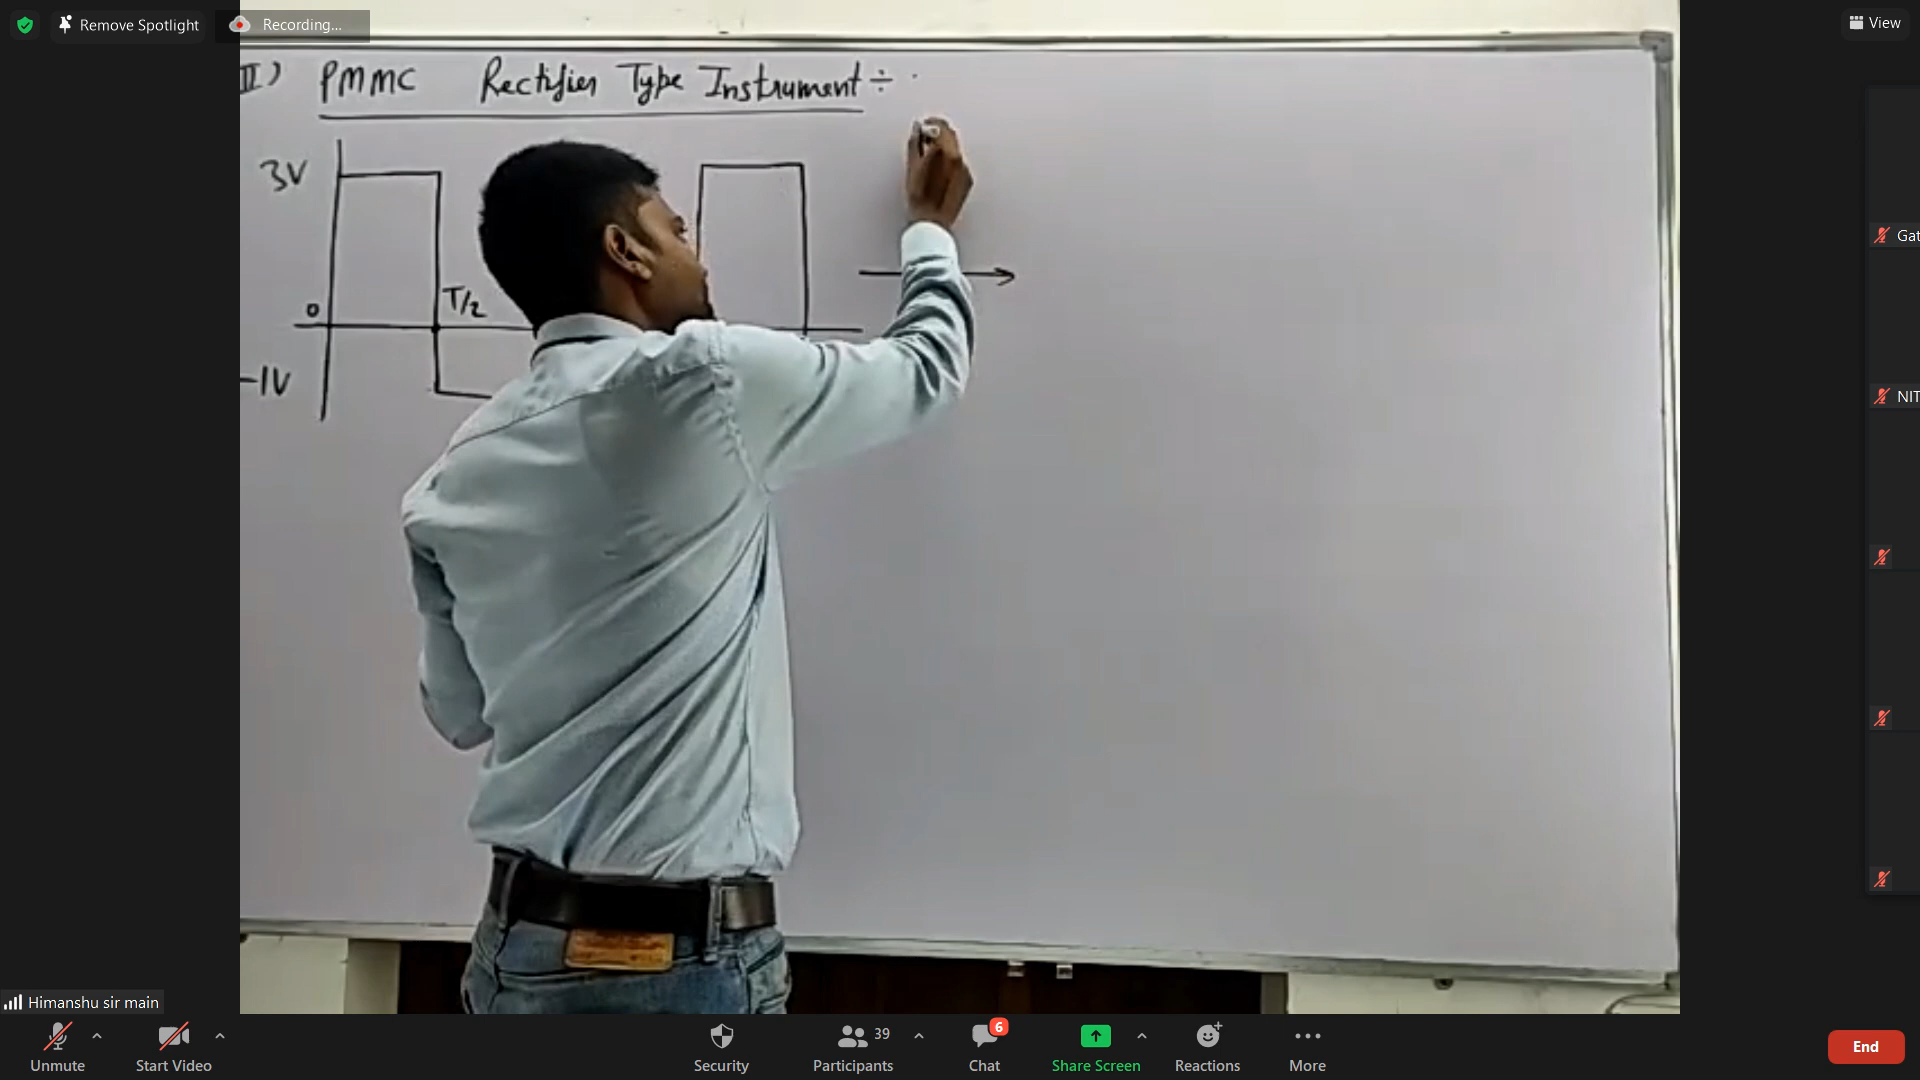 Remove Spotlight
Recording...
View
II) PMMC Rectifier Type Instrument ÷
3V
T/2
0
-1V
Gat
NIT
Himanshu sir main
Unmute
Start Video
Security
Participants
39
Chat
6
Share Screen
Reactions
More
End